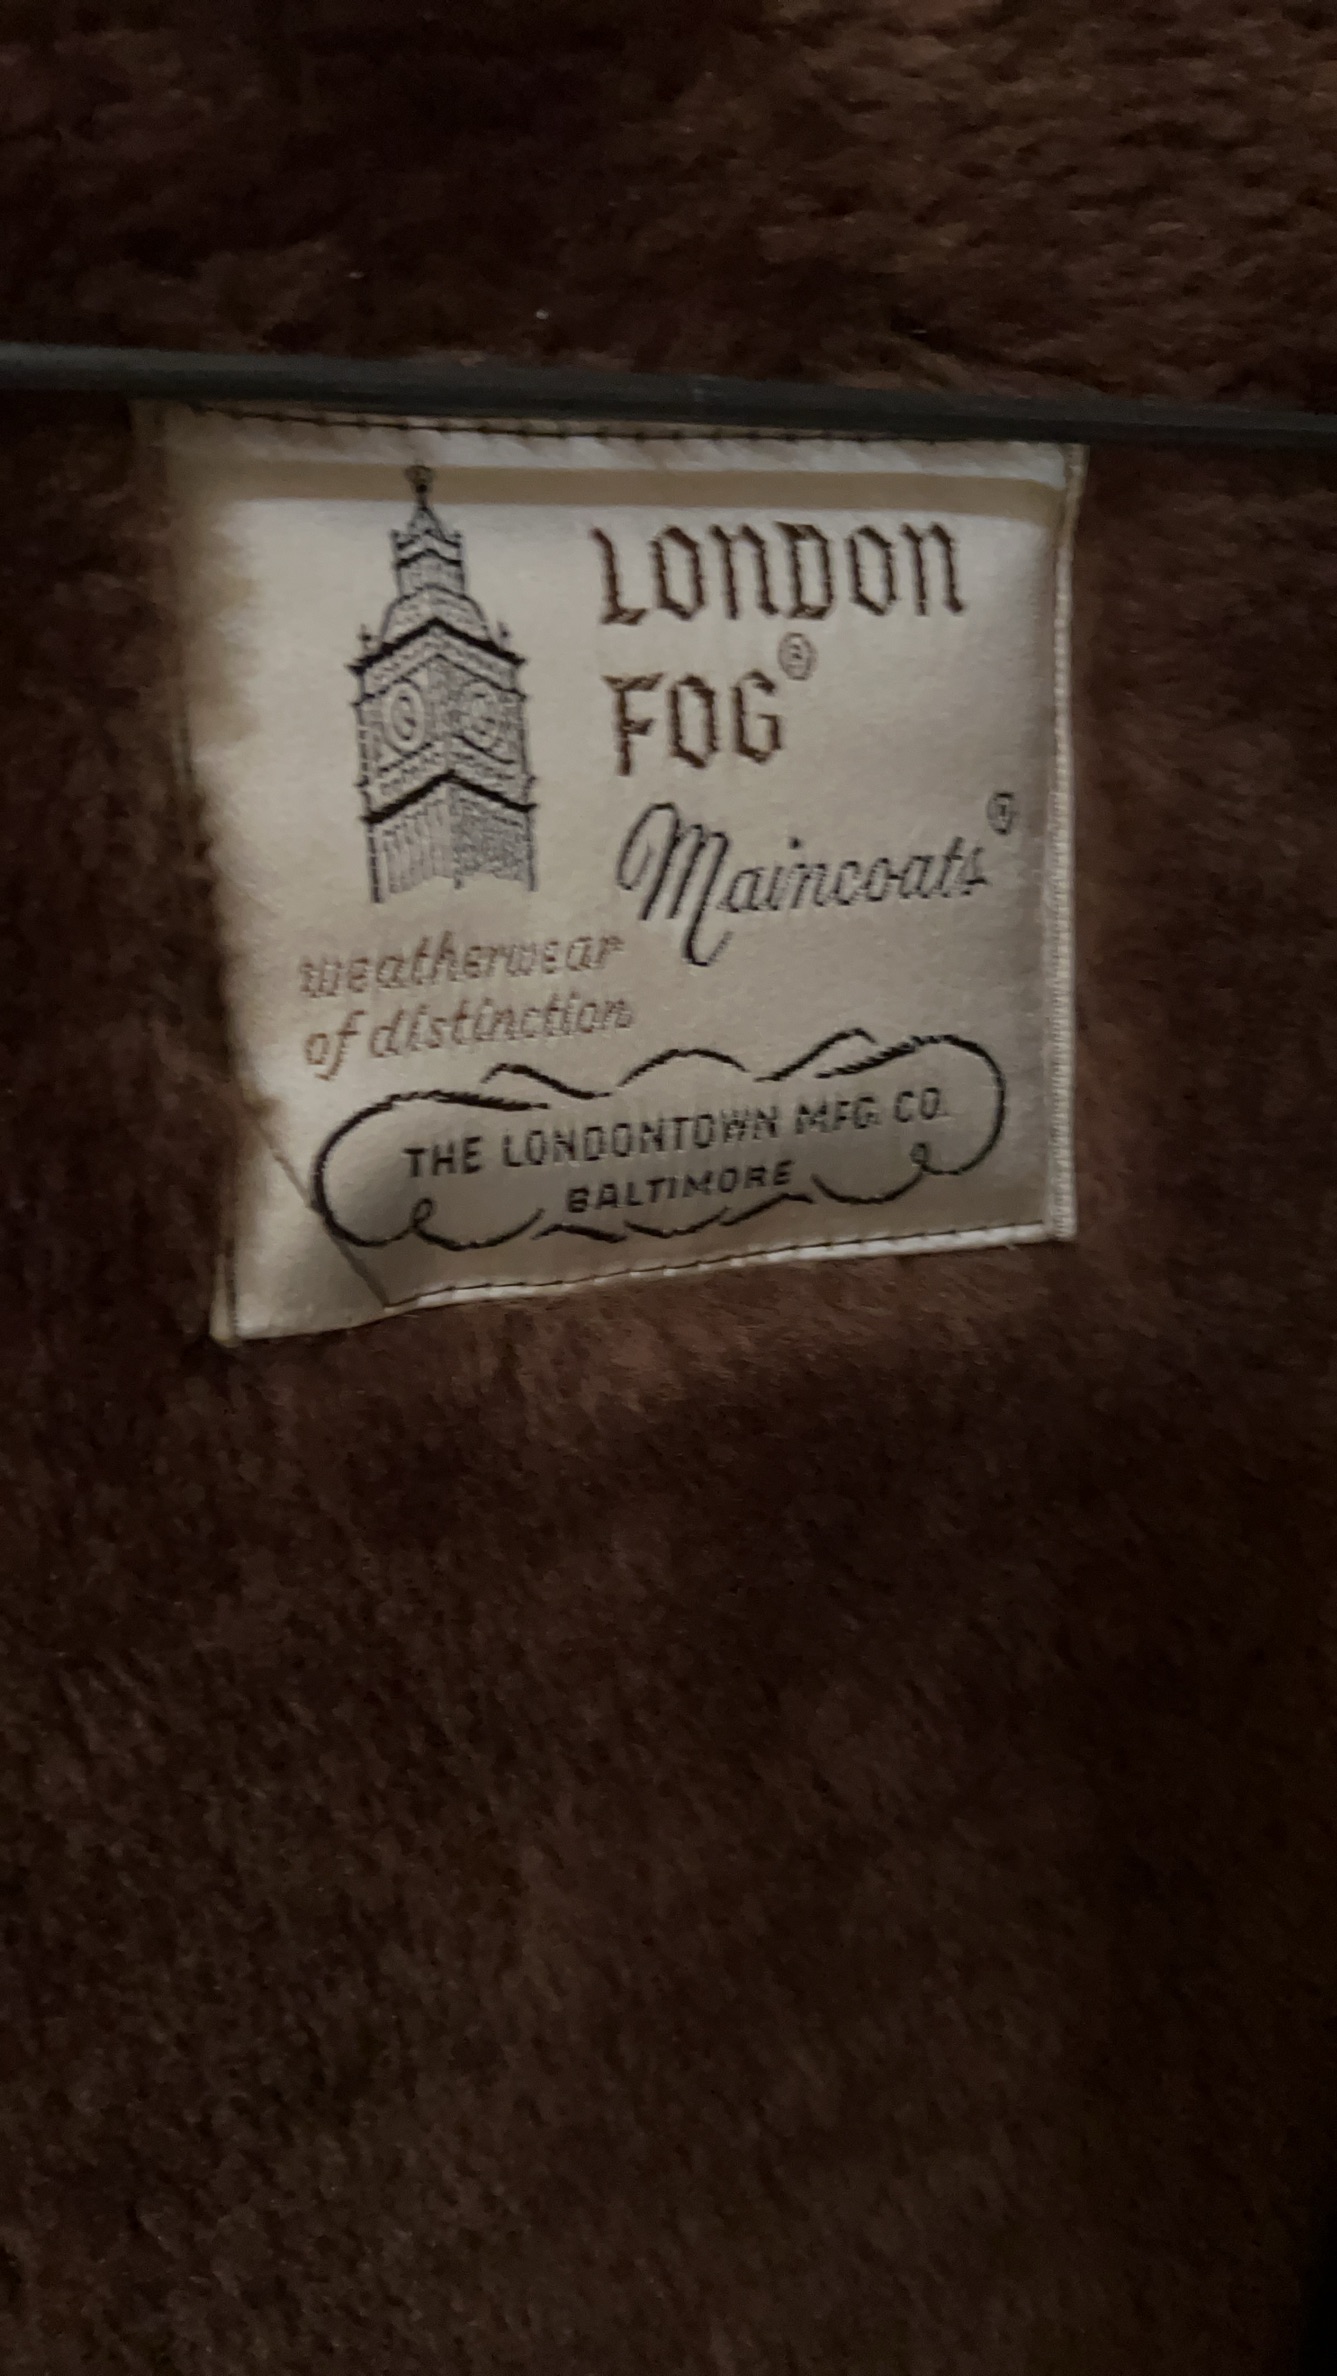 LONDON
FOG®
Maincoats®
weatherwear
of distinction
THE LONDONTOWN MFG. CO.
BALTIMORE